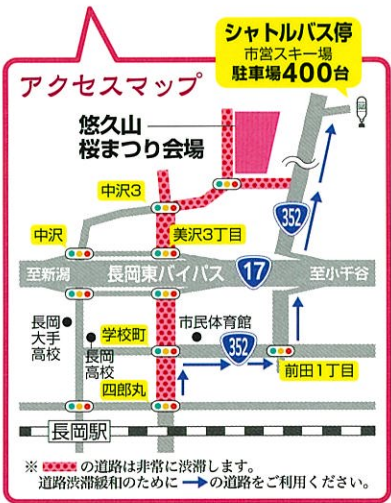 シャトルバス停
市営スキー場
駐車場400台
アクセスマップ
悠久山
桜まつり会場
中沢3
352
中沢
美沢3丁目
至新潟
長岡東バイパス
17
至小千谷
長岡
大手
高校
学校町
市民体育館
長岡
高校
352
前田1丁目
四郎丸
長岡駅
※の道路は非常に渋滞します。
道路渋滞緩和のために→の道路をご利用ください。